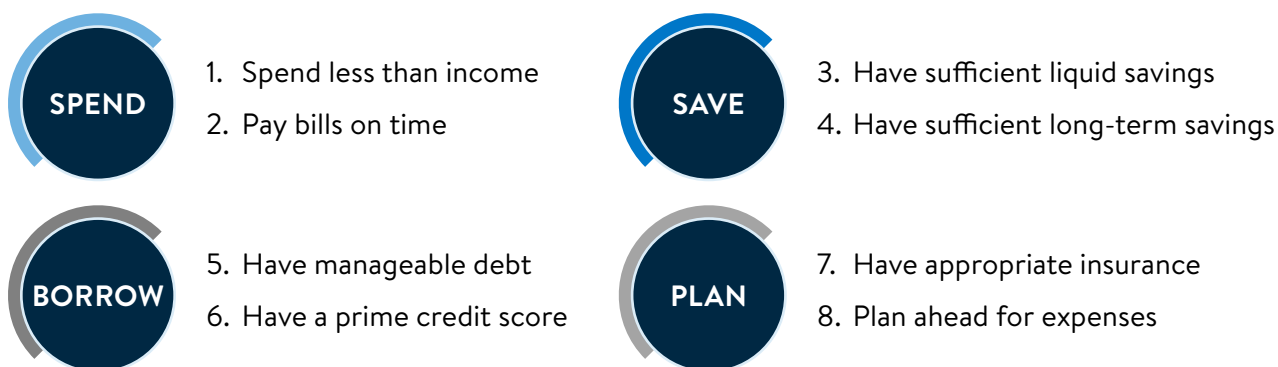 SPEND
1. Spend less than income
2. Pay bills on time
SAVE
3. Have sufficient liquid savings
4. Have sufficient long-term savings
BORROW
5. Have manageable debt
6. Have a prime credit score
PLAN
7. Have appropriate insurance
8. Plan ahead for expenses